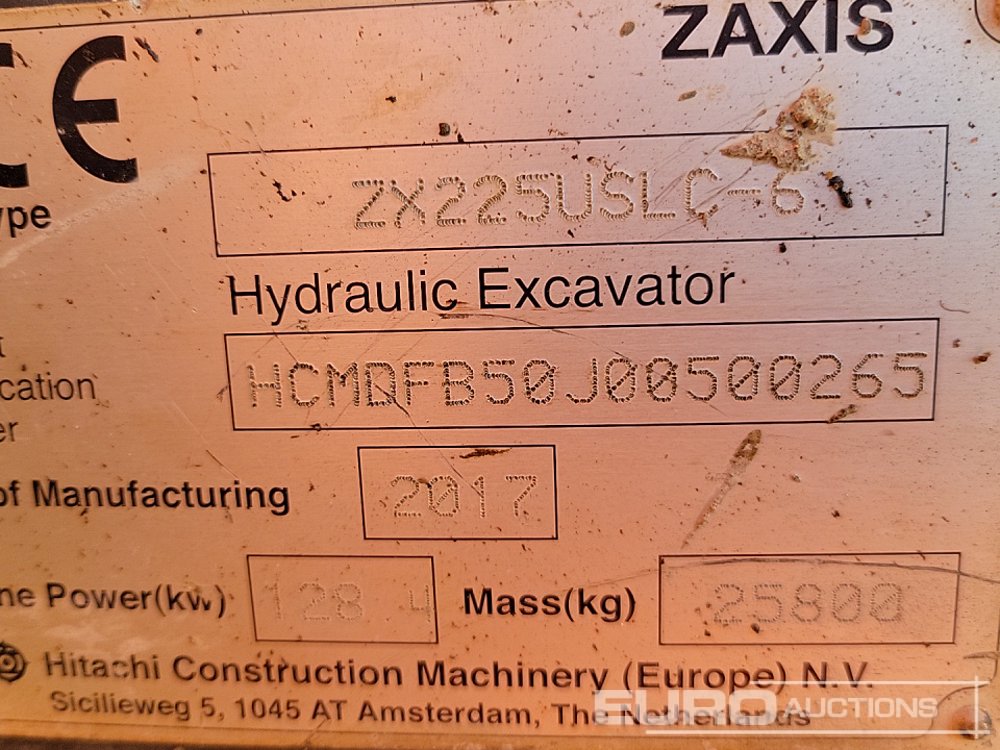 ZAXIS
CE
ype
ZX225USLC-6
Hydraulic Excavator
ication
HCMDFB50J00500265
er
of Manufacturing
2017
ne Power(kw)
128.4
Mass(kg)
25800
Hitachi Construction Machinery (Europe) N.V.
Sicilieweg 5, 1045 AT Amsterdam, The Netherlands
EURO AUCTIONS